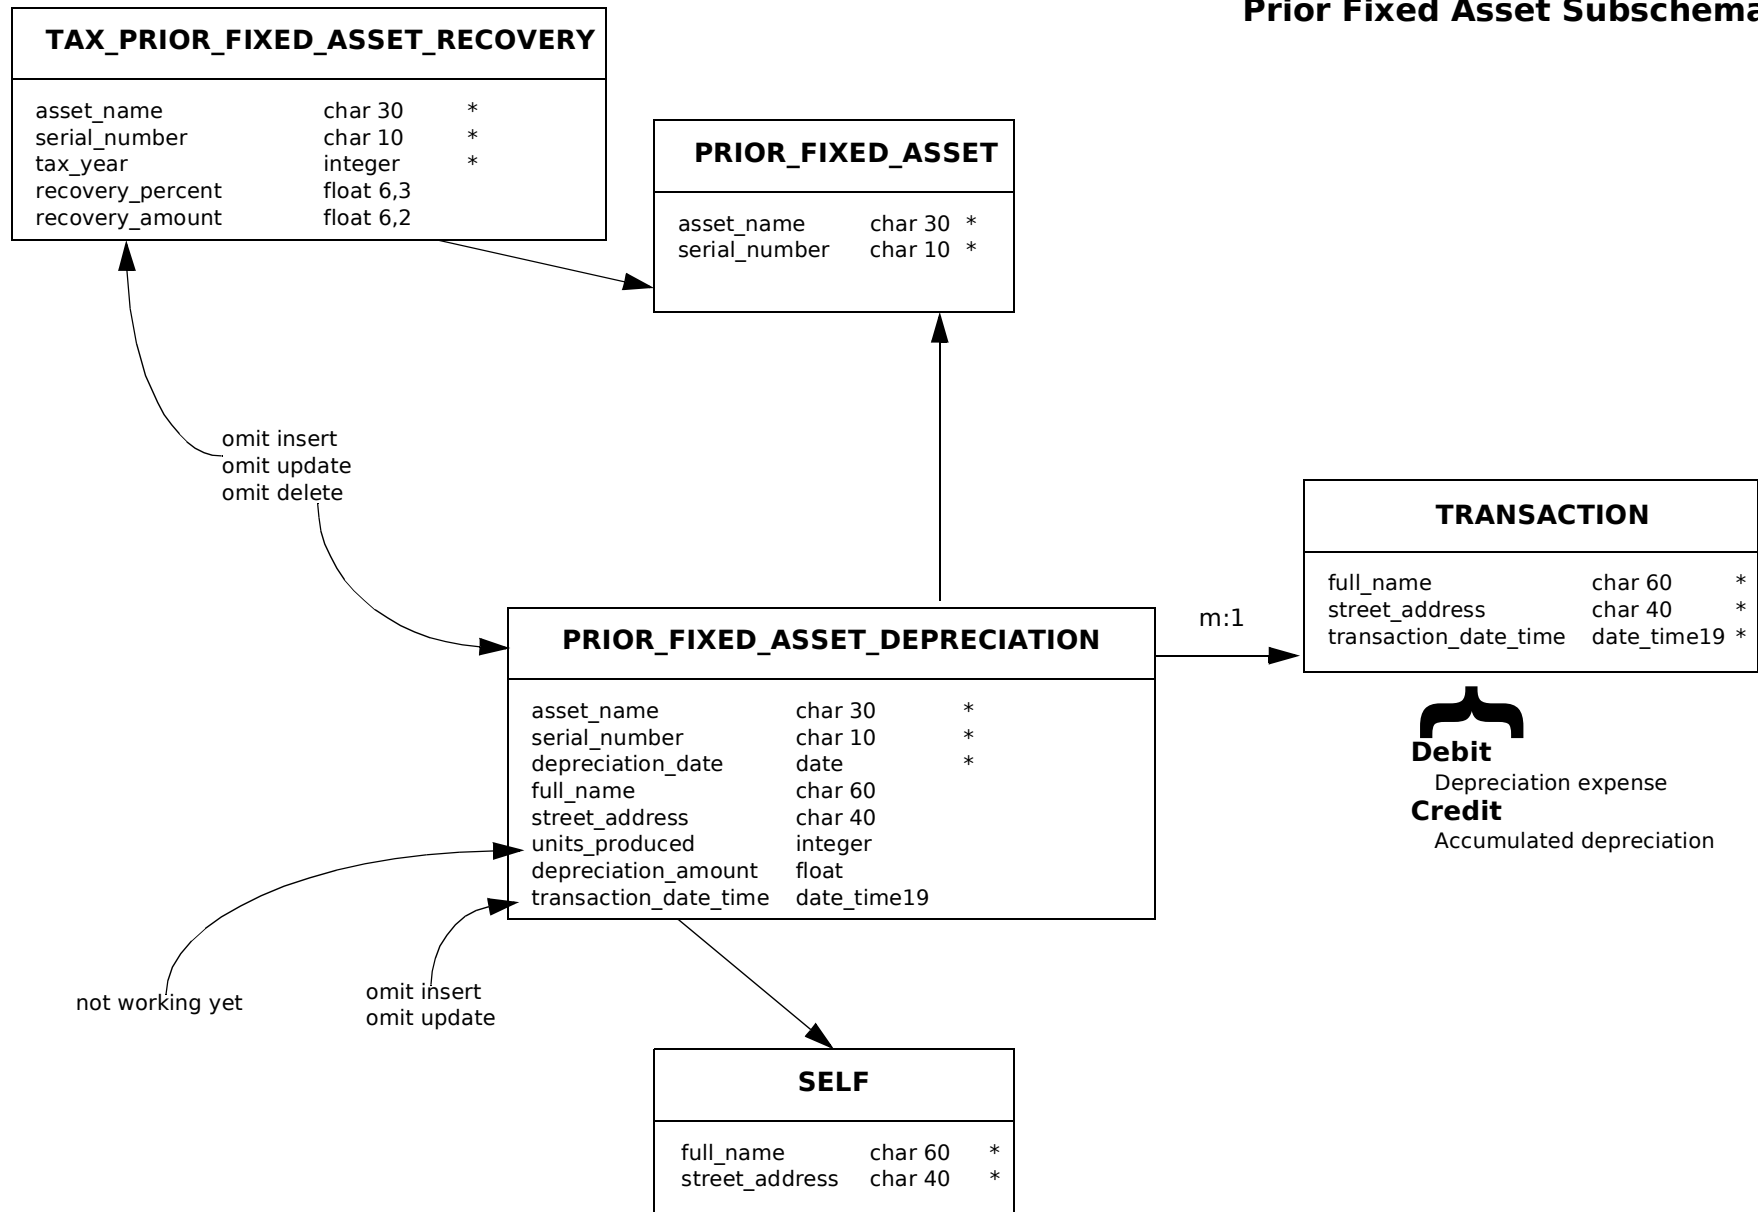 Prior Fixed Asset Subschema
TAX_PRIOR_FIXED_ASSET_RECOVERY
asset_name char 30 *
serial_number char 10 *
tax_year integer *
recovery_percent float 6,3
recovery_amount float 6,2
PRIOR_FIXED_ASSET
asset_name char 30 *
serial_number char 10 *
omit insert
omit update
omit delete
TRANSACTION
full_name char 60 *
street_address char 40 *
transaction_date_time date_time19 *
m:1
Debit
Depreciation expense
Credit
Accumulated depreciation
PRIOR_FIXED_ASSET_DEPRECIATION
asset_name char 30 *
serial_number char 10 *
depreciation_date date *
full_name char 60
street_address char 40
units_produced integer
depreciation_amount float
transaction_date_time date_time19
not working yet
omit insert
omit update
SELF
full_name char 60 *
street_address char 40 *